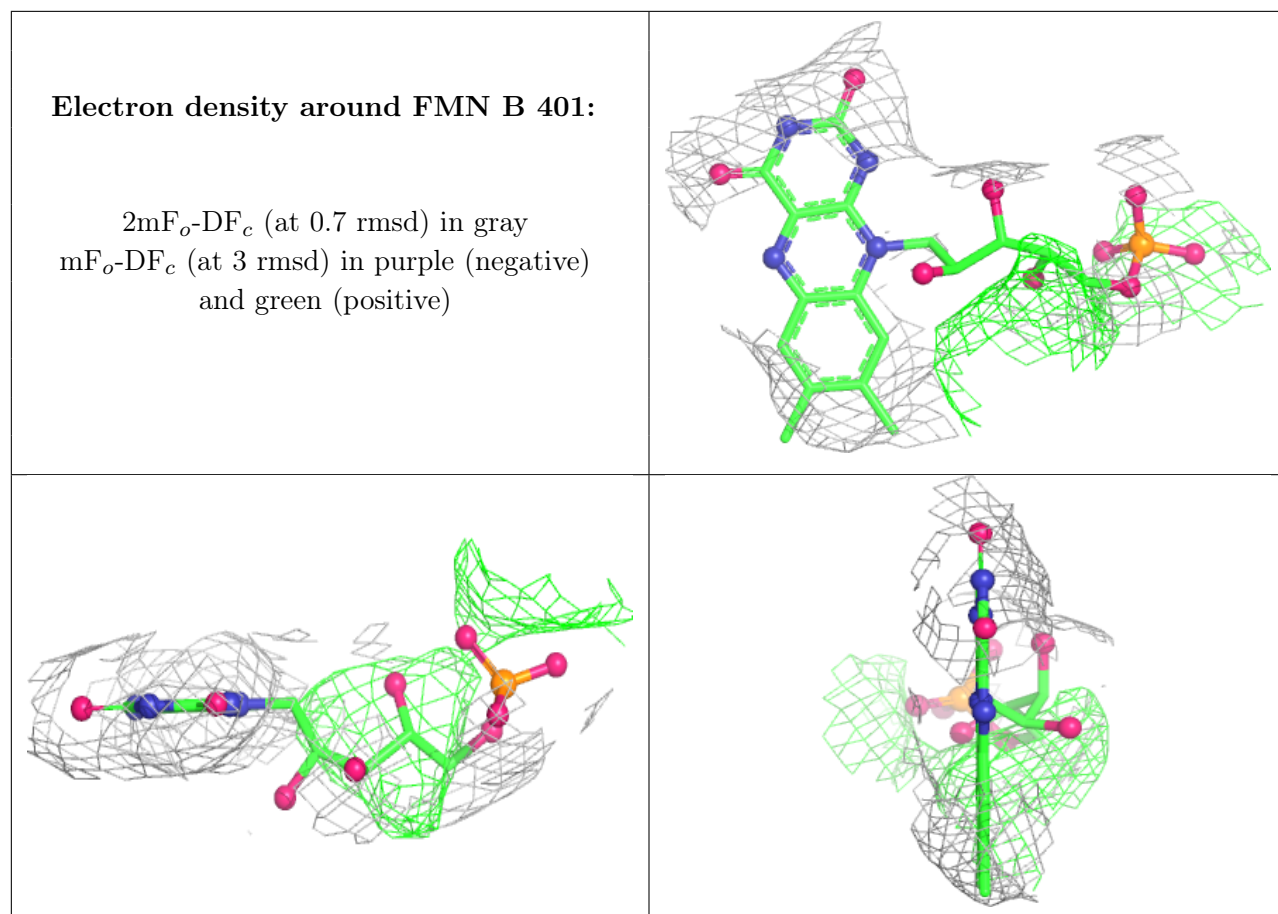 Electron density around FMN B 401:
2mFₒ-DF𝒸 (at 0.7 rmsd) in gray
mFₒ-DF𝒸 (at 3 rmsd) in purple (negative)
and green (positive)